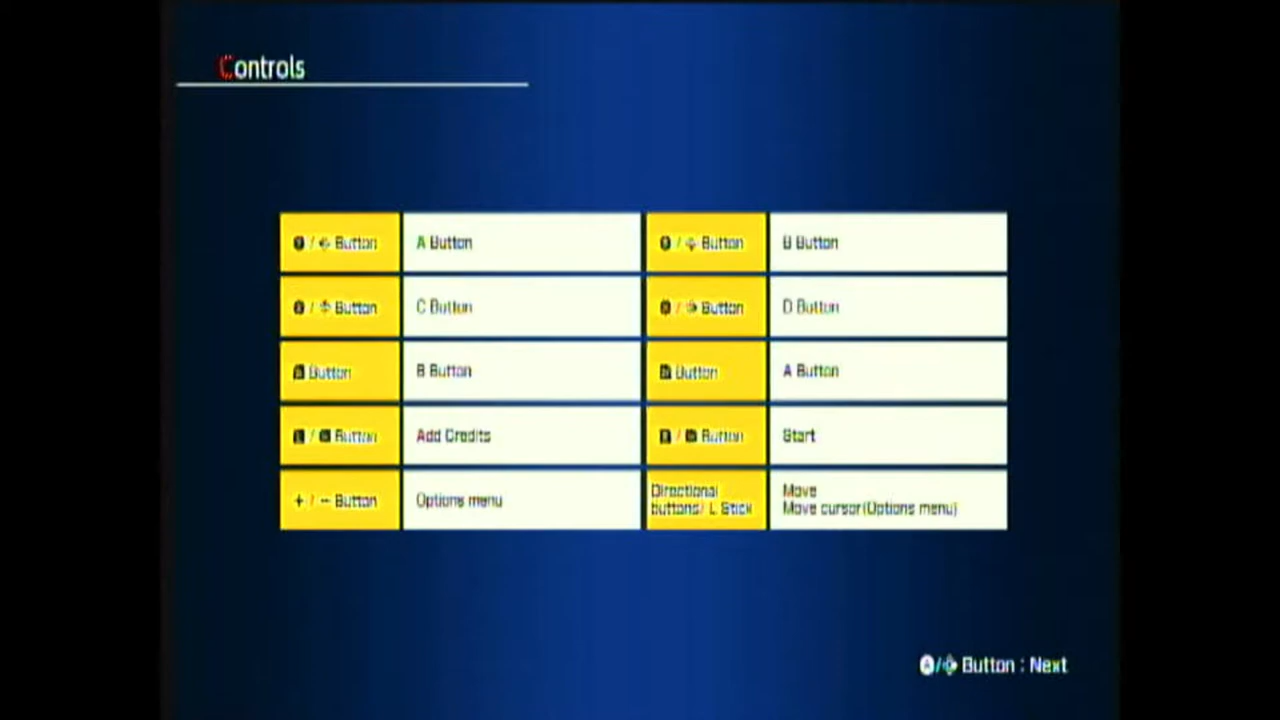 Controls
/ Button A Button / Button B Button
/ Button C Button / Button D Button
Button B Button Button A Button
/ Button Add Credits / Button Start
+ / - Button Options menu Directional buttons/ L Stick Move
Move cursor(Options menu)
A/ Button : Next